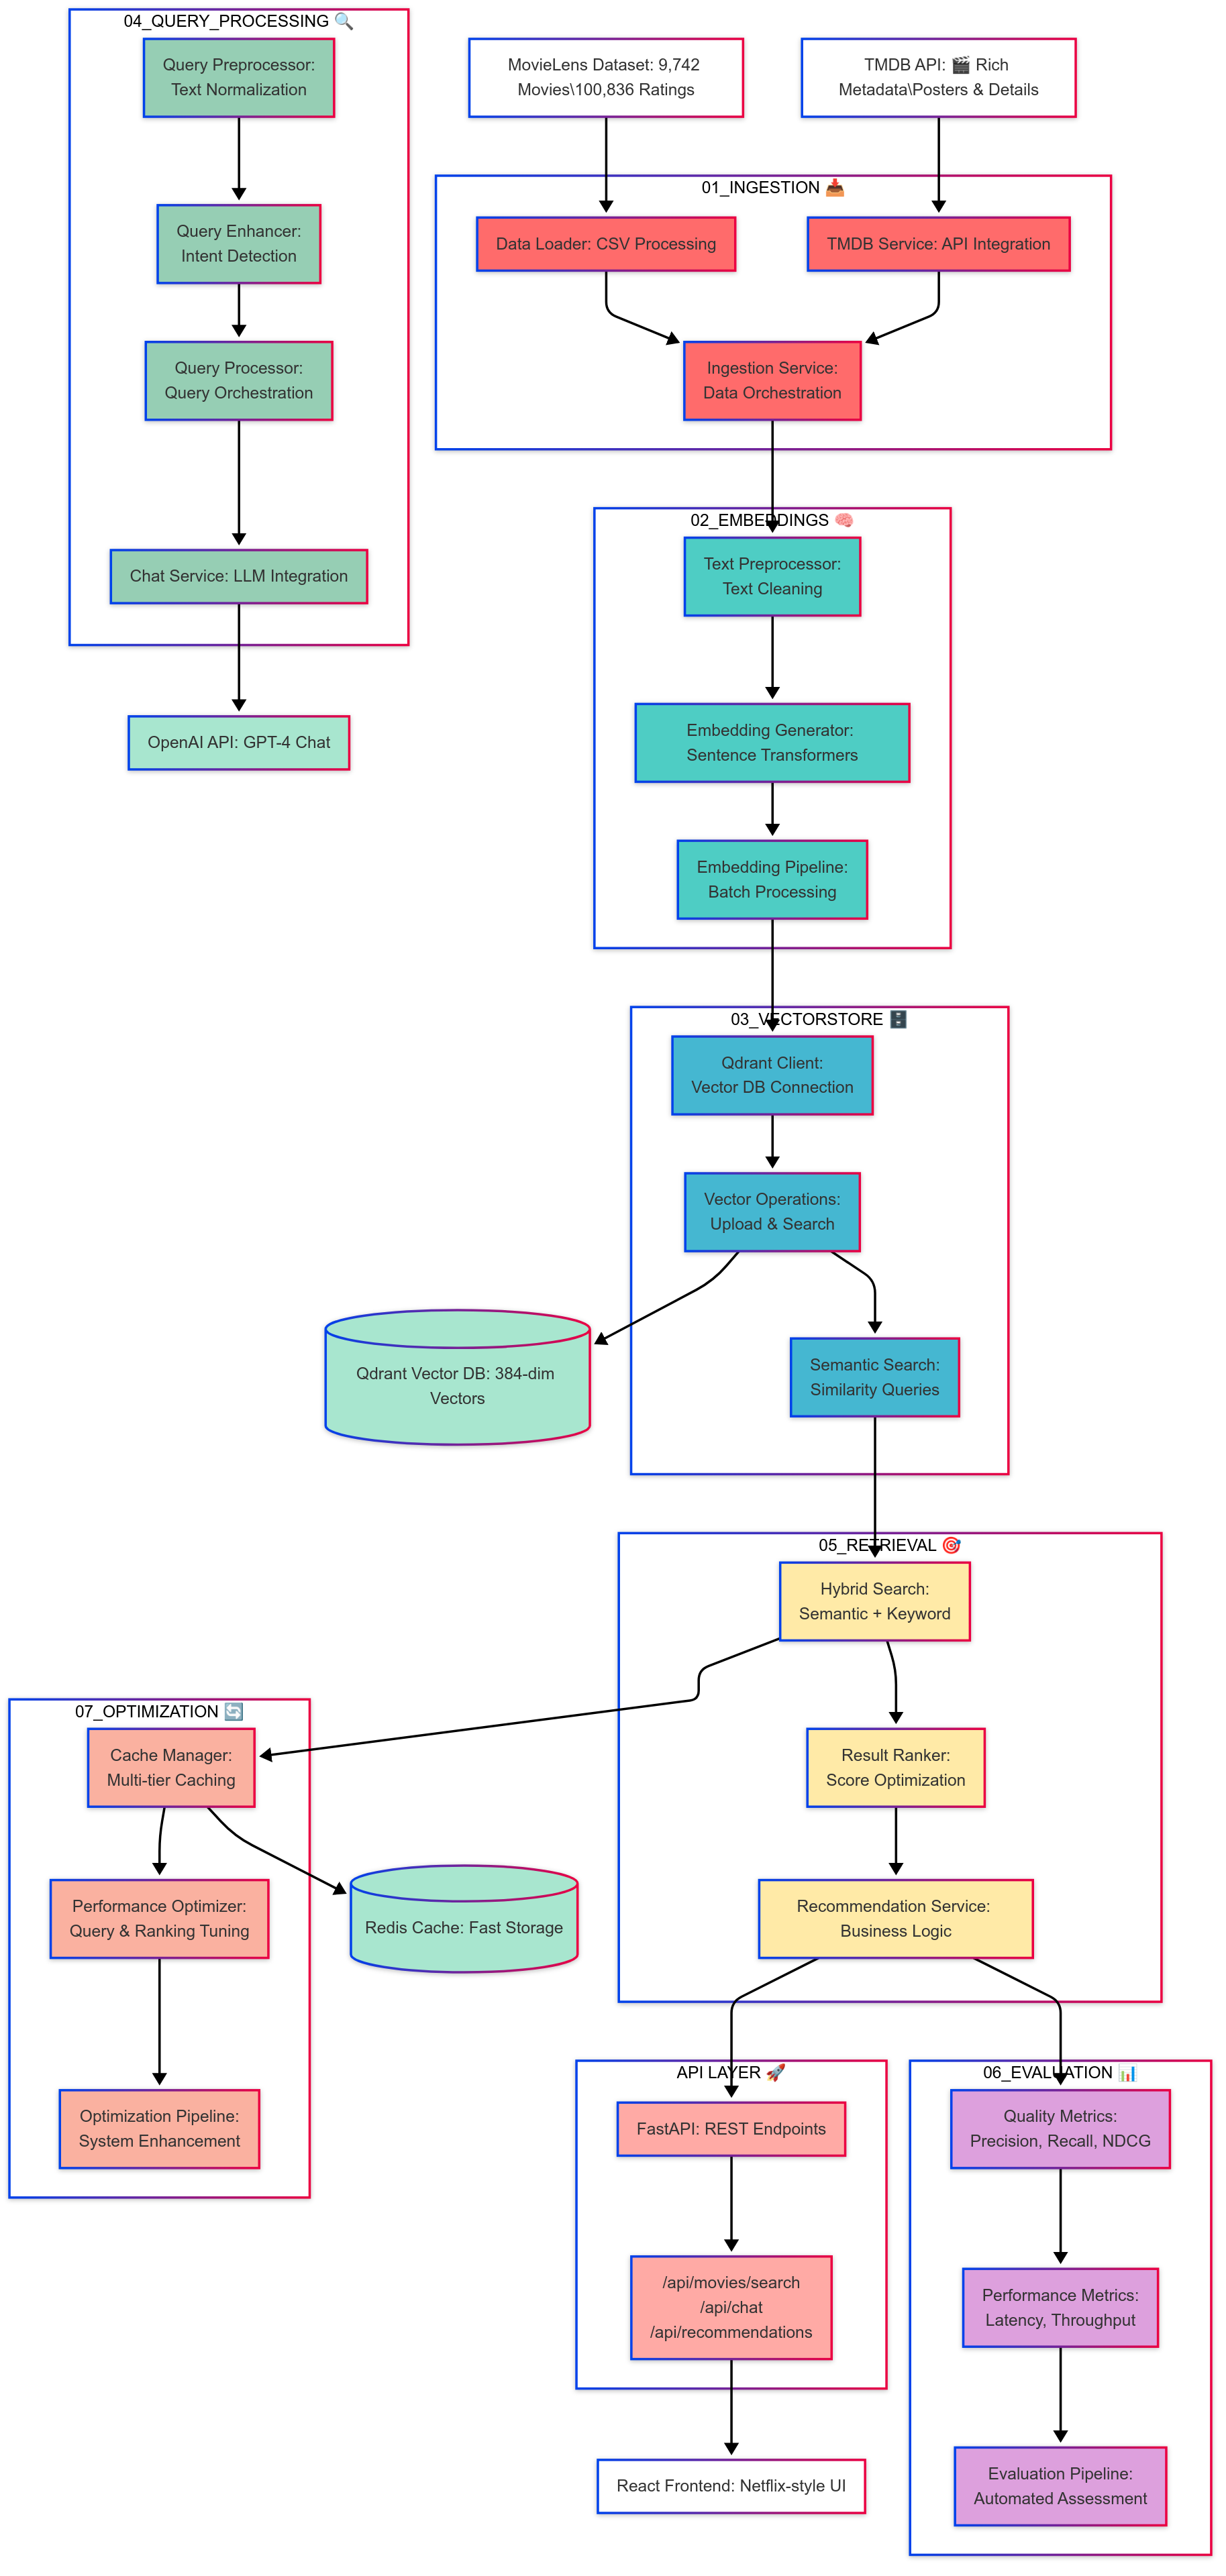 04_QUERY_PROCESSING 🔍
Query Preprocessor:
Text Normalization
Query Enhancer:
Intent Detection
Query Processor:
Query Orchestration
Chat Service: LLM Integration
OpenAI API: GPT-4 Chat
MovieLens Dataset: 9,742
Movies\100,836 Ratings
TMDB API: 🎬 Rich
Metadata\Posters & Details
01_INGESTION 📥
Data Loader: CSV Processing
TMDB Service: API Integration
Ingestion Service:
Data Orchestration
02_EMBEDDINGS 🧠
Text Preprocessor:
Text Cleaning
Embedding Generator:
Sentence Transformers
Embedding Pipeline:
Batch Processing
03_VECTORSTORE 🗄️
Qdrant Client:
Vector DB Connection
Vector Operations:
Upload & Search
Qdrant Vector DB: 384-dim
Vectors
Semantic Search:
Similarity Queries
05_RETRIEVAL 🎯
Hybrid Search:
Semantic + Keyword
Result Ranker:
Score Optimization
Recommendation Service:
Business Logic
07_OPTIMIZATION 🔄
Cache Manager:
Multi-tier Caching
Performance Optimizer:
Query & Ranking Tuning
Redis Cache: Fast Storage
Optimization Pipeline:
System Enhancement
API LAYER 🚀
FastAPI: REST Endpoints
/api/movies/search
/api/chat
/api/recommendations
React Frontend: Netflix-style UI
06_EVALUATION 📊
Quality Metrics:
Precision, Recall, NDCG
Performance Metrics:
Latency, Throughput
Evaluation Pipeline:
Automated Assessment